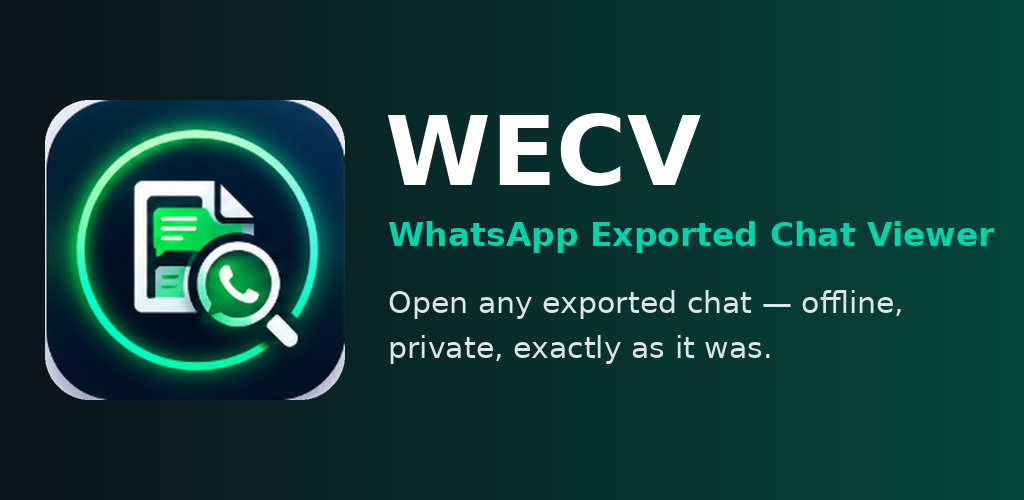 WECV
WhatsApp Exported Chat Viewer
Open any exported chat — offline,
private, exactly as it was.